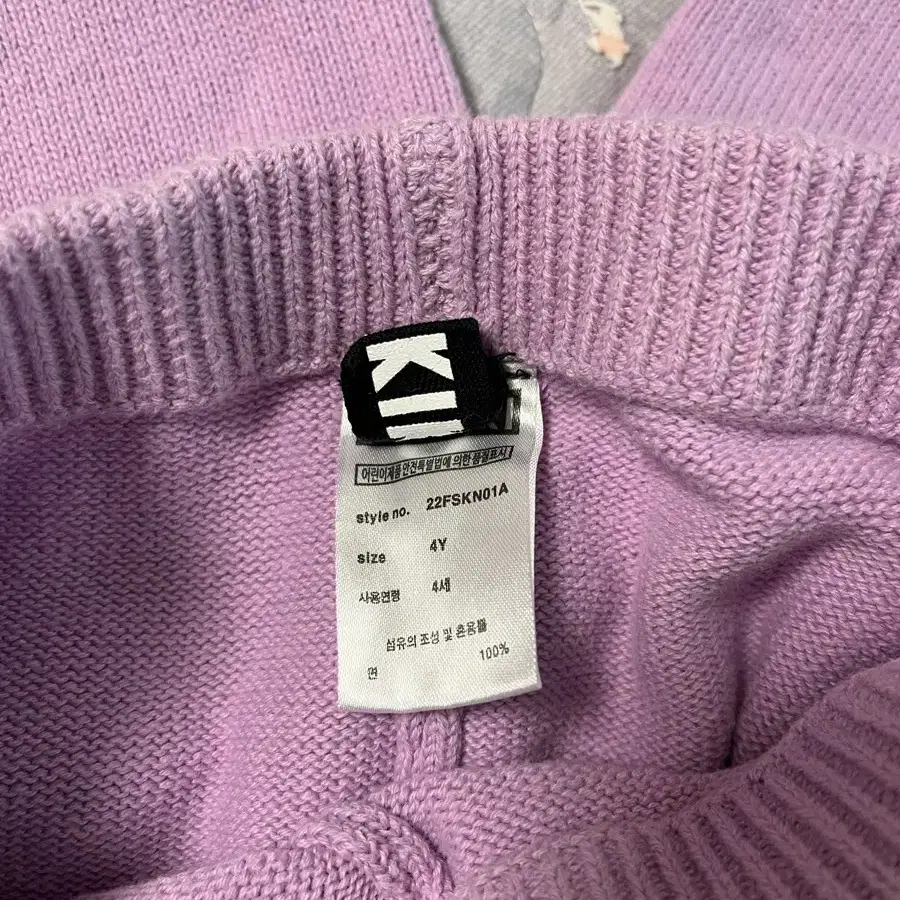 KI
어린이제품안전특별법에 의한 품질표시
style no. 22FSKN01A
size 4Y
사용연령 4세
섬유의 조성 및 혼용률
면 100%